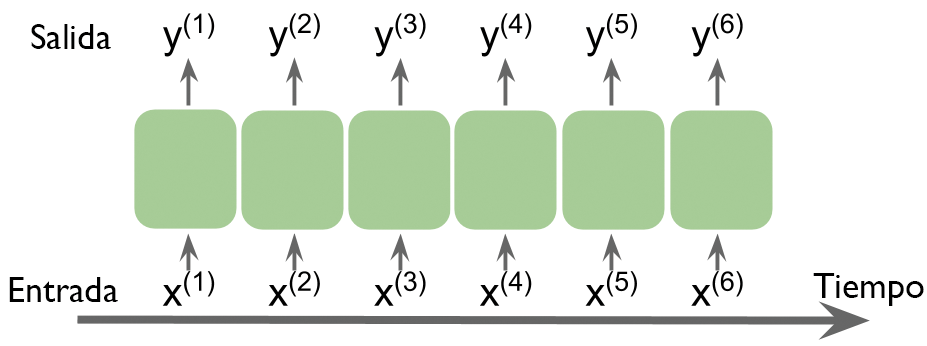 Salida y(1) y(2) y(3) y(4) y(5) y(6)
Entrada x(1) x(2) x(3) x(4) x(5) x(6) Tiempo